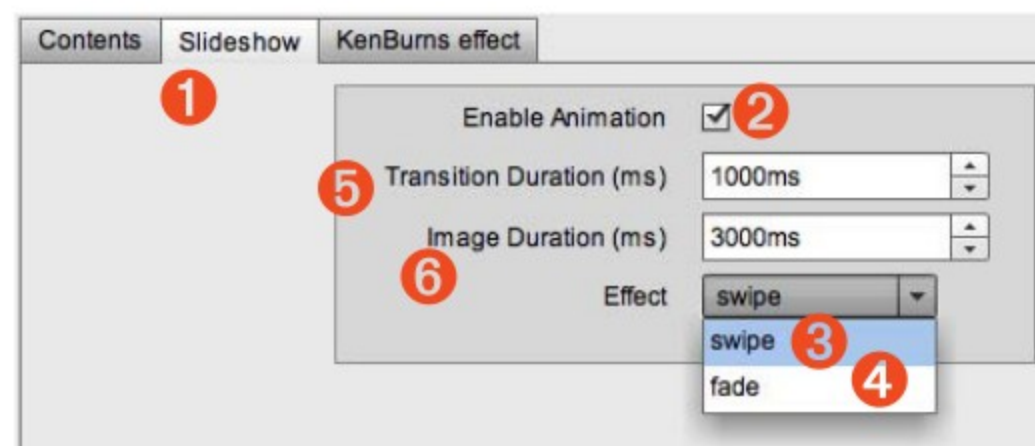 Contents Slideshow KenBurns effect
1
Enable Animation 2
5 Transition Duration (ms) 1000ms
Image Duration (ms) 3000ms
6
Effect swipe
swipe 3
fade 4